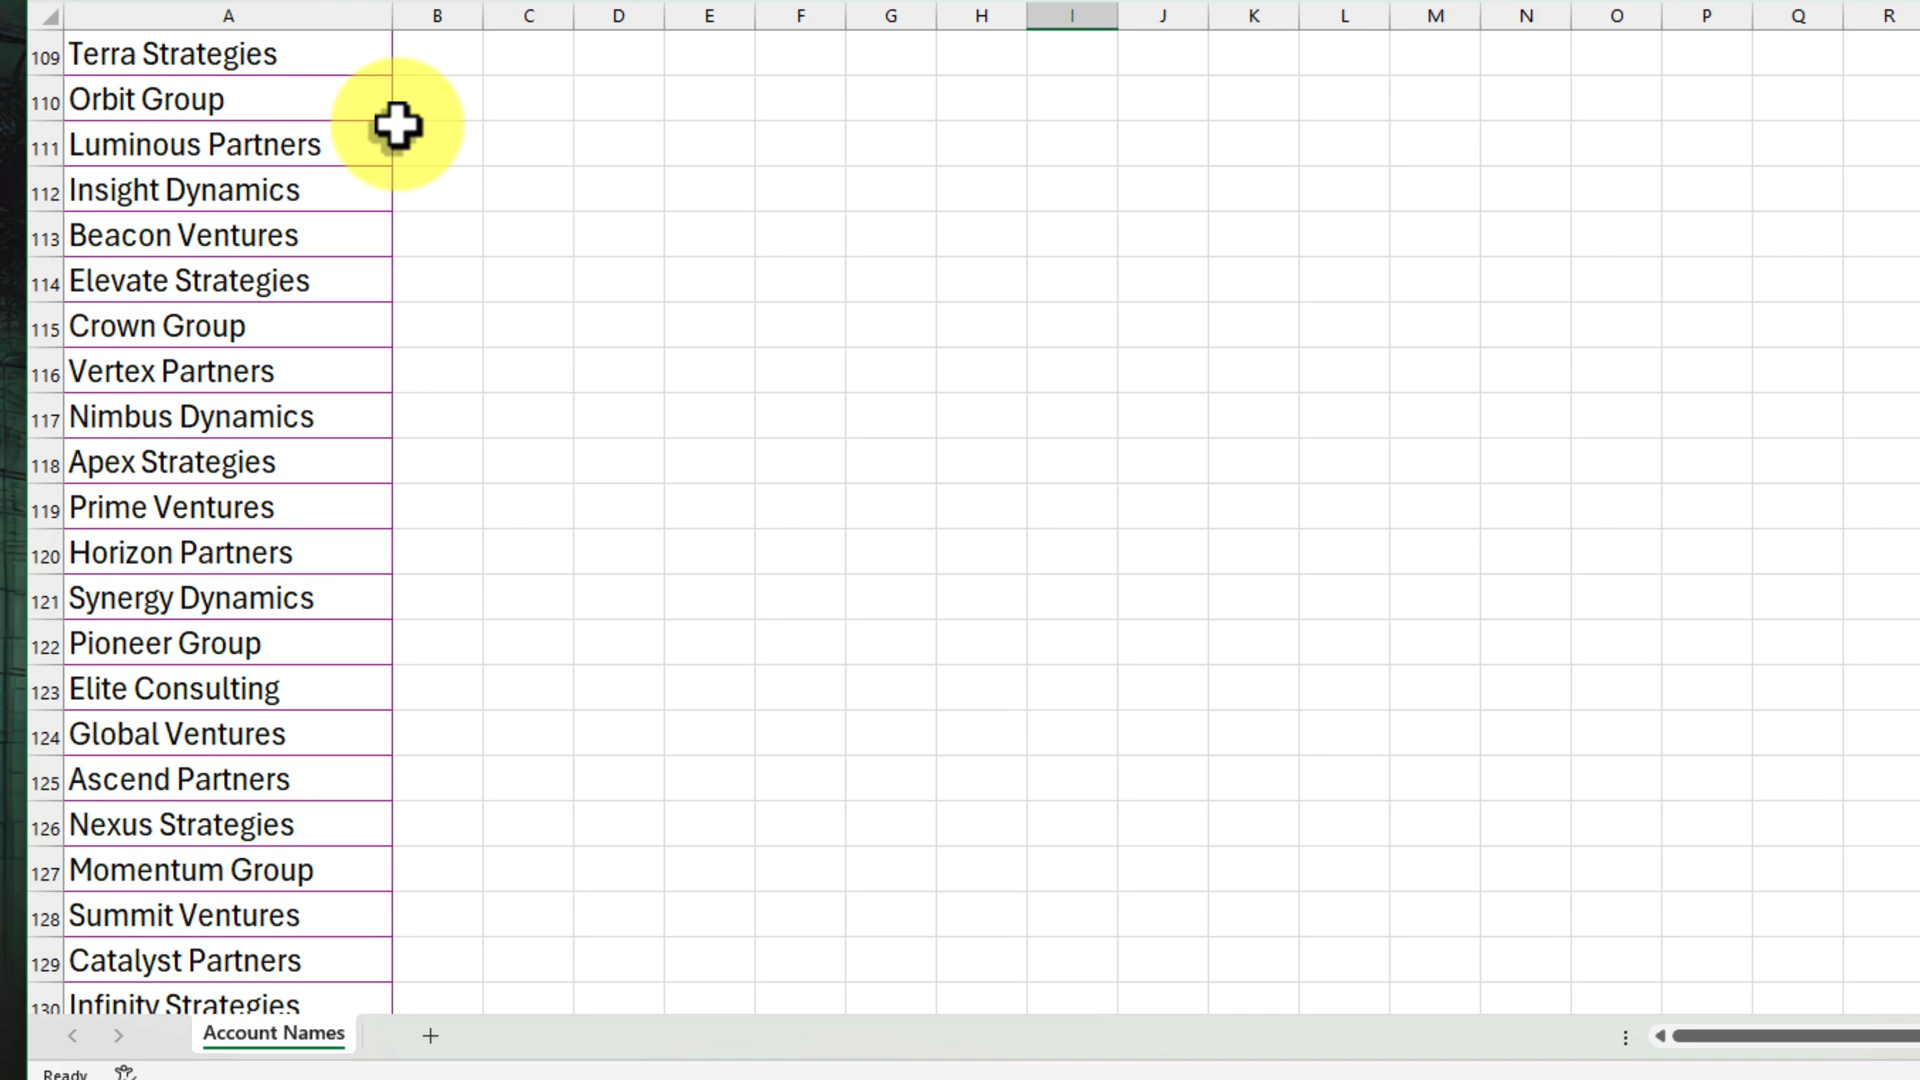 A B C D E F G H I J K L M N O P Q R
109 Terra Strategies
110 Orbit Group
111 Luminous Partners
112 Insight Dynamics
113 Beacon Ventures
114 Elevate Strategies
115 Crown Group
116 Vertex Partners
117 Nimbus Dynamics
118 Apex Strategies
119 Prime Ventures
120 Horizon Partners
121 Synergy Dynamics
122 Pioneer Group
123 Elite Consulting
124 Global Ventures
125 Ascend Partners
126 Nexus Strategies
127 Momentum Group
128 Summit Ventures
129 Catalyst Partners
130 Infinity Strategies
Account Names
Ready